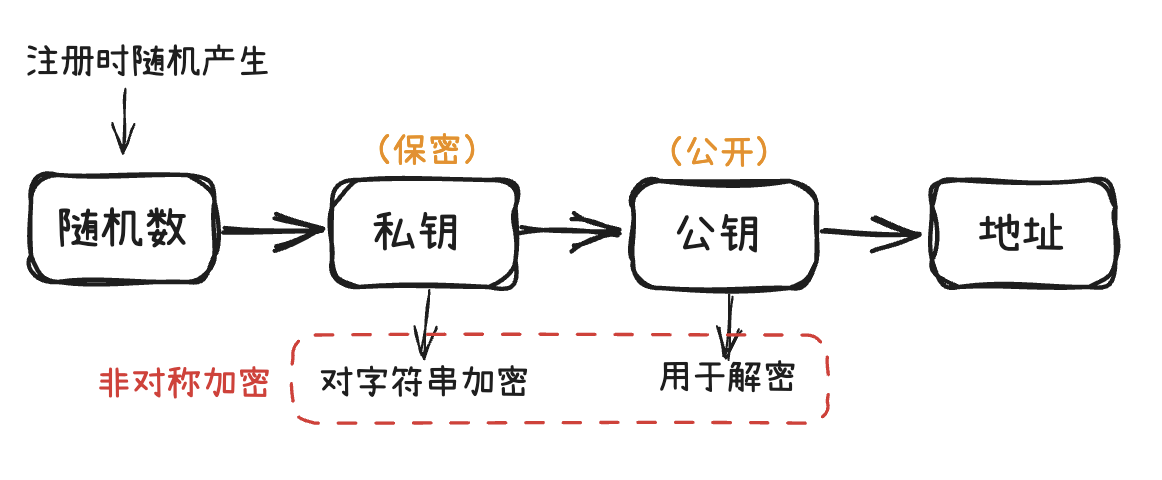 注册时随机产生
（保密）
（公开）
随机数
私钥
公钥
地址
非对称加密
对字符串加密
用于解密